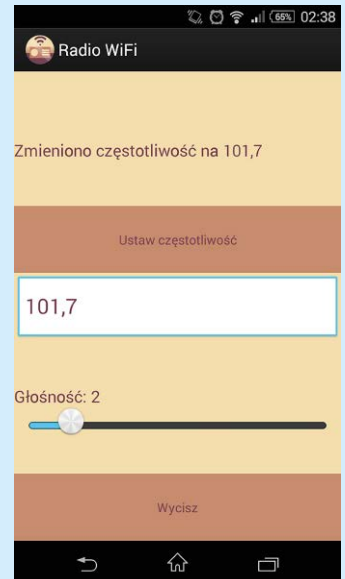 65% 02:38
Radio WiFi
Zmieniono częstotliwość na 101,7
Ustaw częstotliwość
101,7
Głośność: 2
Wycisz